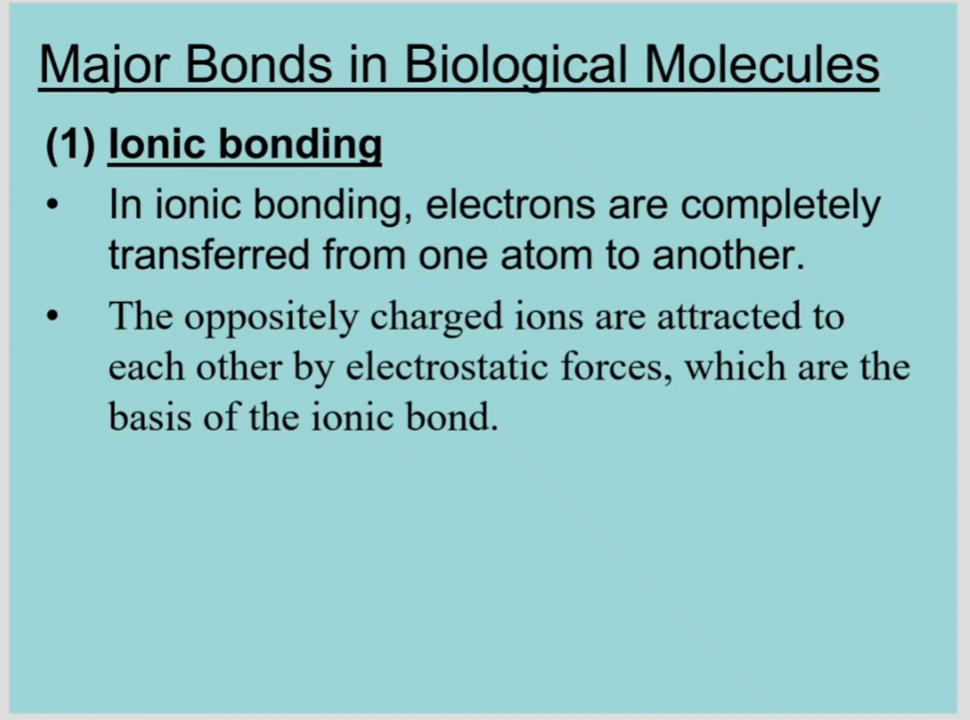 Major Bonds in Biological Molecules
(1) Ionic bonding
• In ionic bonding, electrons are completely
transferred from one atom to another.
• The oppositely charged ions are attracted to
each other by electrostatic forces, which are the
basis of the ionic bond.